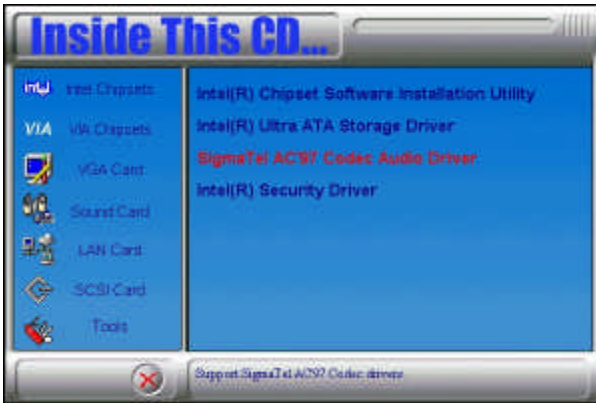 Inside This CD...
intel Intel Chipsets
VIA VIA Chipsets
VGA Card
Sound Card
LAN Card
SCSI Card
Tools
Intel(R) Chipset Software Installation Utility
Intel(R) Ultra ATA Storage Driver
SigmaTel AC'97 Codec Audio Driver
Intel(R) Security Driver
Support SigmaTel AC'97 Codec drivers